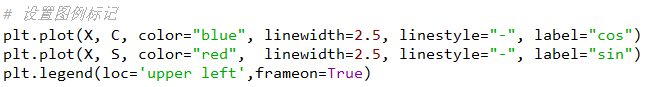 # 设置图例标记
plt.plot(X, C, color="blue", linewidth=2.5, linestyle="-", label="cos")
plt.plot(X, S, color="red",  linewidth=2.5, linestyle="-", label="sin")
plt.legend(loc='upper left',frameon=True)